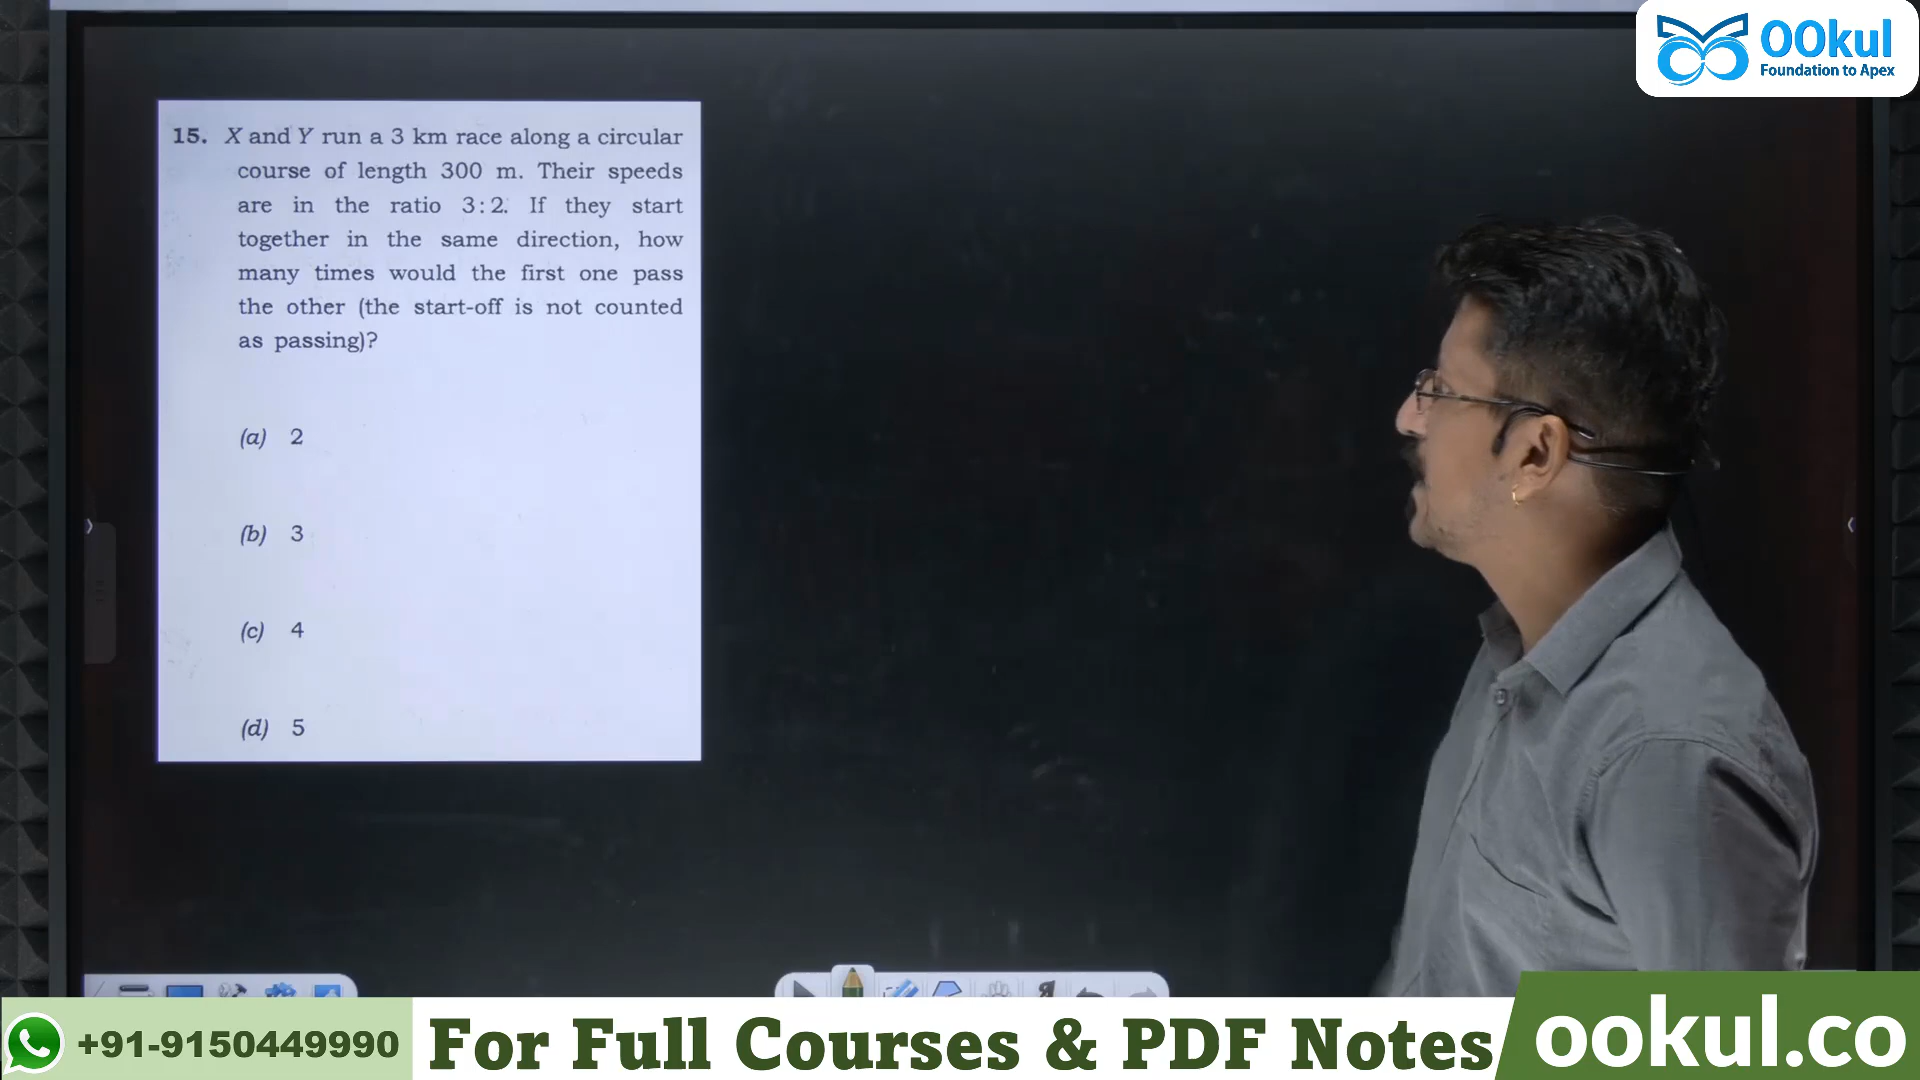 OOkul
Foundation to Apex
15. X and Y run a 3 km race along a circular
course of length 300 m. Their speeds
are in the ratio 3:2. If they start
together in the same direction, how
many times would the first one pass
the other (the start-off is not counted
as passing)?
(a) 2
(b) 3
(c) 4
(d) 5
+91-9150449990
For Full Courses & PDF Notes
ookul.co